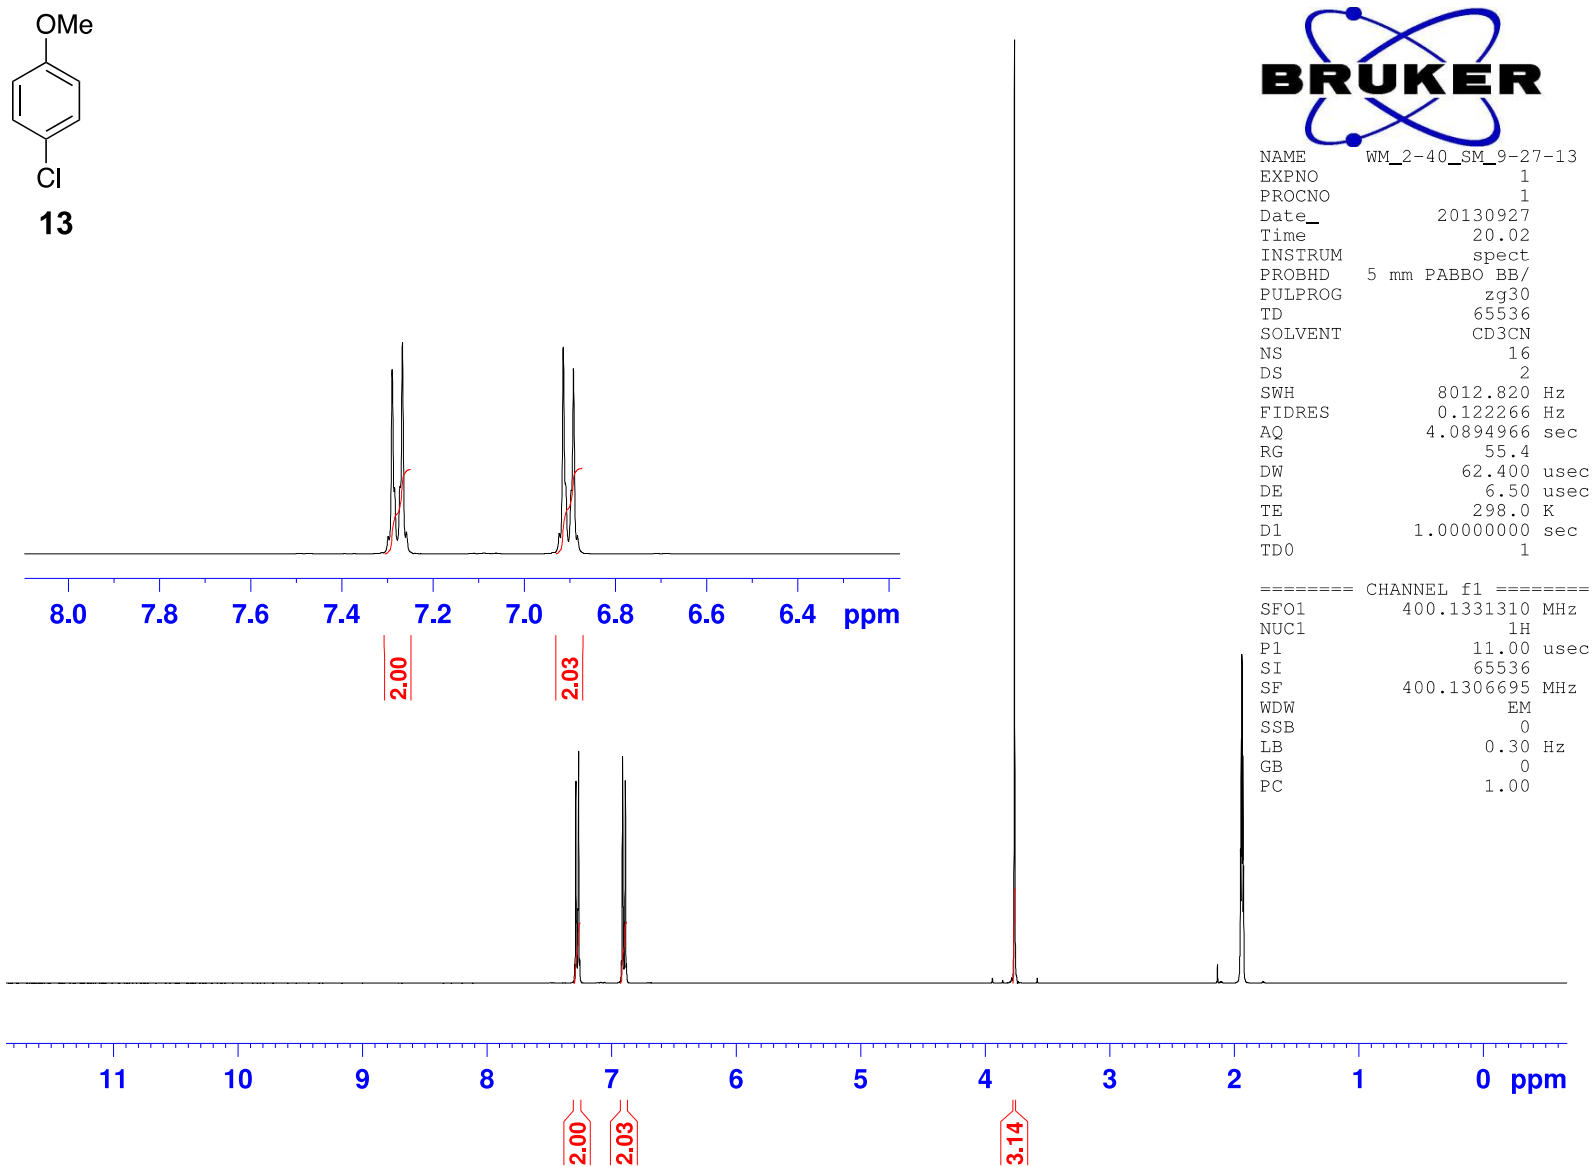 OMe
Cl
13
BRUKER
NAME WM_2-40_SM_9-27-13
EXPNO 1
PROCNO 1
Date_ 20130927
Time 20.02
INSTRUM spect
PROBHD 5 mm PABBO BB/
PULPROG zg30
TD 65536
SOLVENT CD3CN
NS 16
DS 2
SWH 8012.820 Hz
FIDRES 0.122266 Hz
AQ 4.0894966 sec
RG 55.4
DW 62.400 usec
DE 6.50 usec
TE 298.0 K
D1 1.00000000 sec
TD0 1
======== CHANNEL f1 ========
SFO1 400.1331310 MHz
NUC1 1H
P1 11.00 usec
SI 65536
SF 400.1306695 MHz
WDW EM
SSB 0
LB 0.30 Hz
GB 0
PC 1.00
8.0 7.8 7.6 7.4 7.2 7.0 6.8 6.6 6.4 ppm
2.00 2.03
11 10 9 8 7 6 5 4 3 2 1 0 ppm
2.00 2.03 3.14